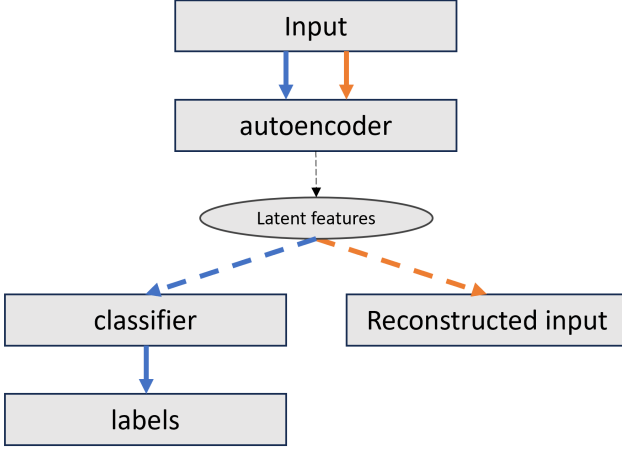 Input
autoencoder
Latent features
classifier
Reconstructed input
labels